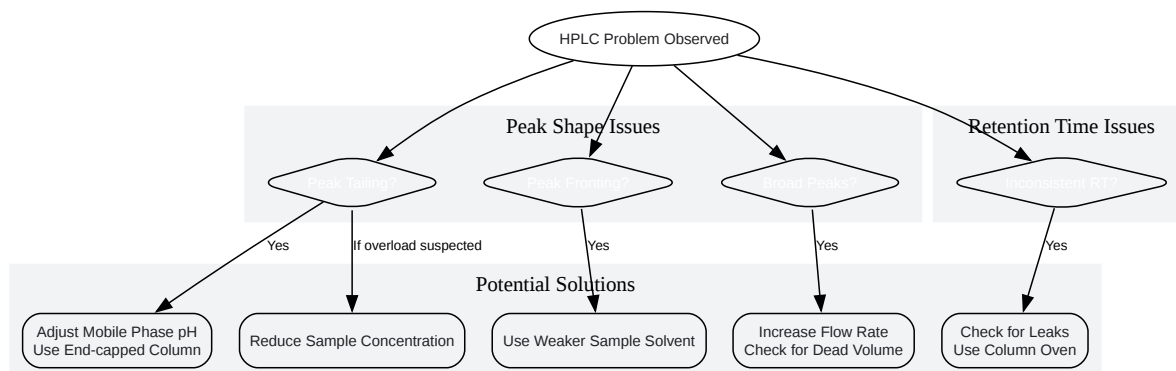 HPLC Problem Observed
Peak Shape Issues
Retention Time Issues
Peak Tailing?
Peak Fronting?
Broad Peaks?
Inconsistent RT?
Yes
If overload suspected
Yes
Yes
Yes
Potential Solutions
Adjust Mobile Phase pH
Use End-capped Column
Reduce Sample Concentration
Use Weaker Sample Solvent
Increase Flow Rate
Check for Dead Volume
Check for Leaks
Use Column Oven